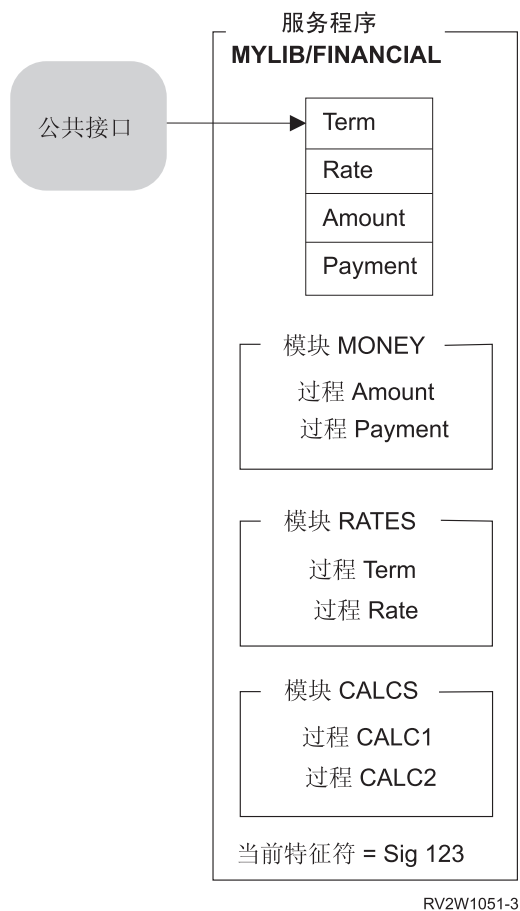 服务程序
MYLIB/FINANCIAL
公共接口
Term
Rate
Amount
Payment
模块 MONEY
过程 Amount
过程 Payment
模块 RATES
过程 Term
过程 Rate
模块 CALCS
过程 CALC1
过程 CALC2
当前特征符 = Sig 123
RV2W1051-3